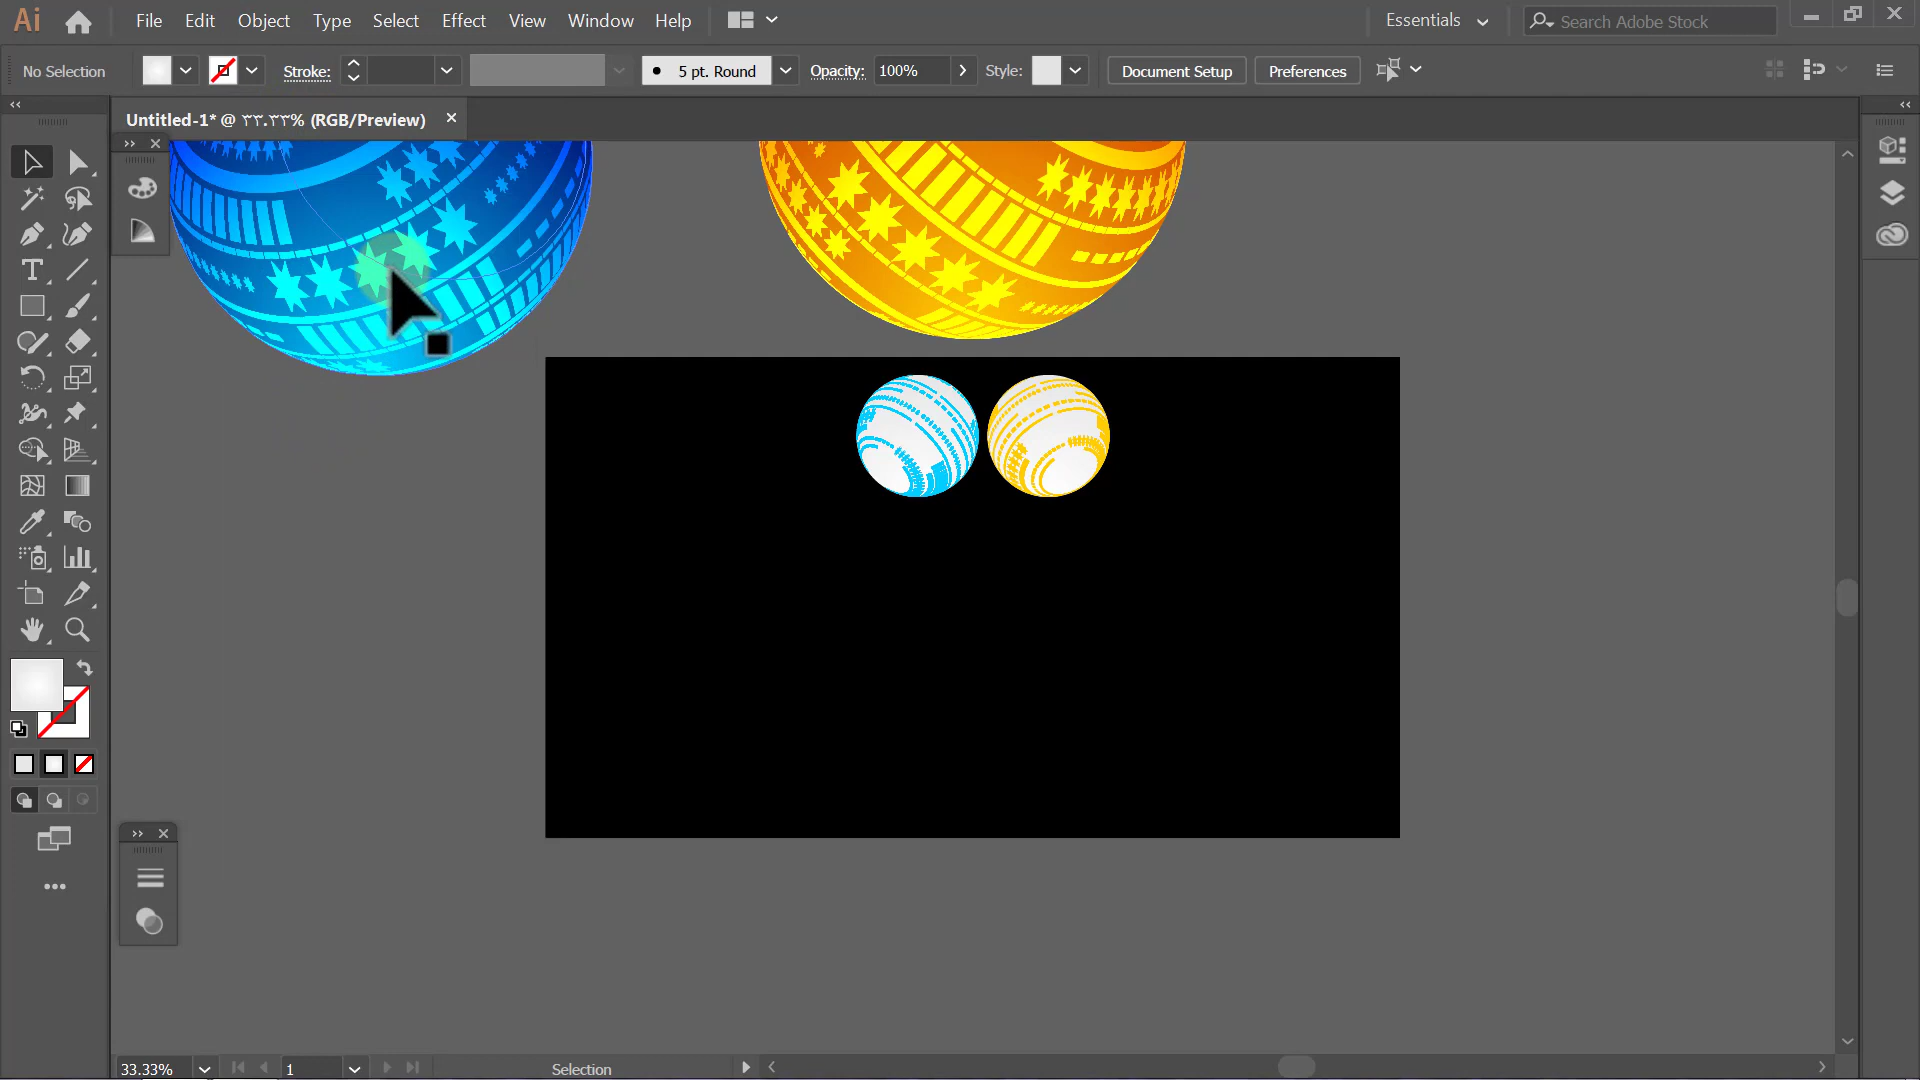 Ai File Edit Object Type Select Effect View Window Help Essentials Search Adobe Stock
No Selection Stroke: 5 pt. Round Opacity: 100% Style: Document Setup Preferences
Untitled-1* @ ٣٣.٣٣% (RGB/Preview)
T
33.33% 1 Selection